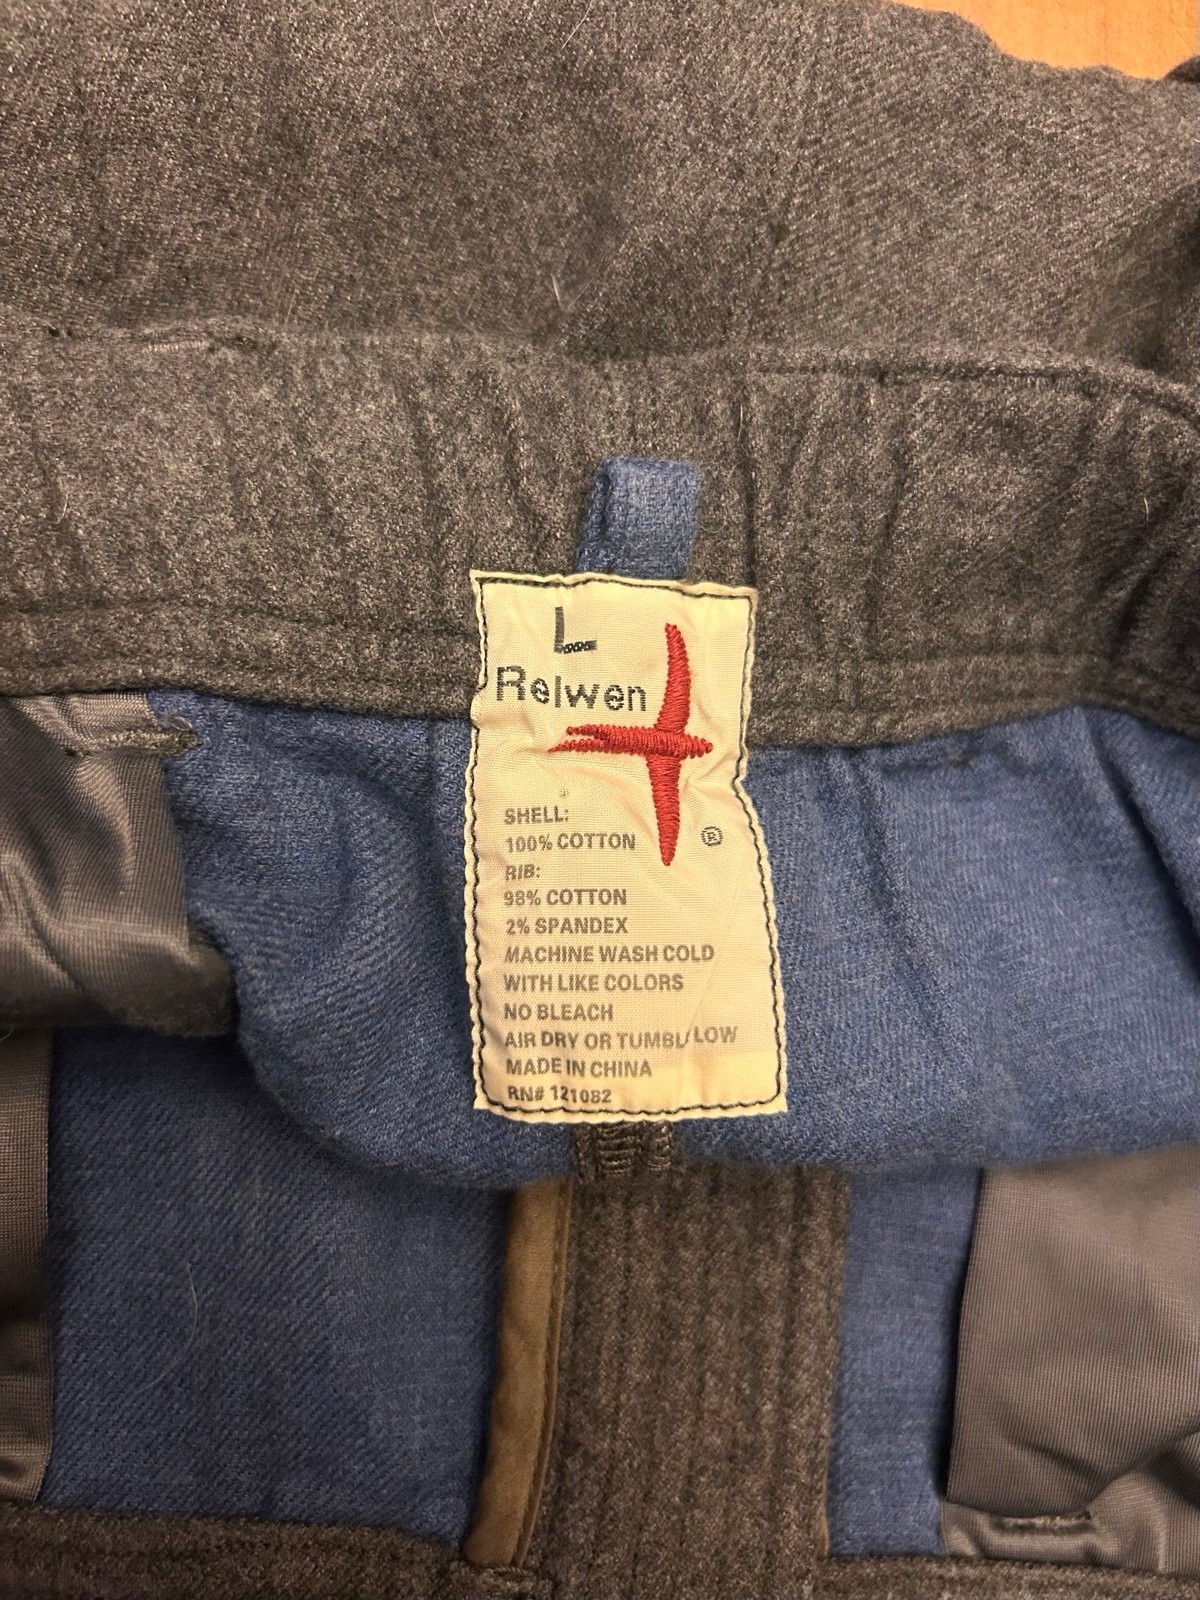 L
Relwen
SHELL:
100% COTTON
®
RIB:
98% COTTON
2% SPANDEX
MACHINE WASH COLD
WITH LIKE COLORS
NO BLEACH
AIR DRY OR TUMBL LOW
MADE IN CHINA
RN# 121082